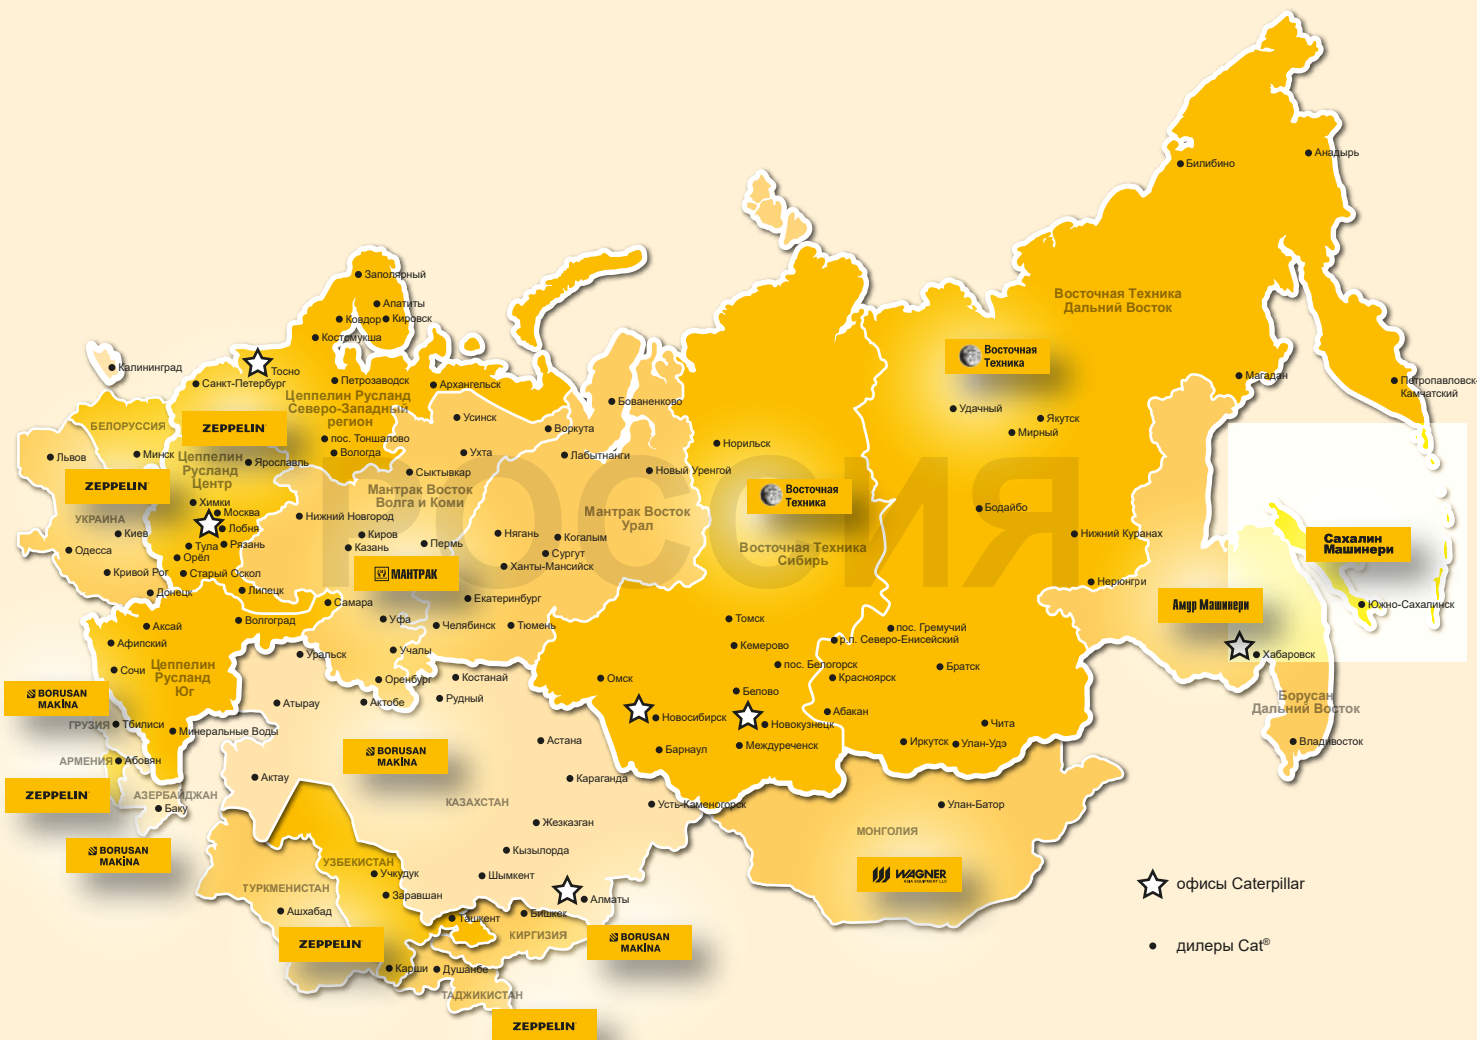 РОССИЯ
Билибино
Анадырь
Заполярный
Апатиты
Ковдор
Кировск
Костомукша
Восточная Техника
Дальний Восток
Калининград
Тосно
Санкт-Петербург
Петрозаводск
Архангельск
Цеппелин Русланд
Северо-Западный
регион
Восточная
Техника
Магадан
Петропавловск-
Камчатский
Бованенково
Удачный
Якутск
Мирный
БЕЛОРУССИЯ
ZEPPELIN
Усинск
Воркута
пос. Тоншалово
Вологда
Норильск
Львов
Минск
Цеппелин
Русланд
Центр
Ярославль
Ухта
Лабытнанги
Сыктывкар
Новый Уренгой
ZEPPELIN
Мантрак Восток
Волга и Коми
Восточная
Техника
Химки
Москва
Лобня
Мантрак Восток
Урал
Бодайбо
УКРАИНА
Нижний Новгород
Киев
Киров
Казань
Пермь
Нягань
Когалым
Нижний Куранах
Сахалин
Машинери
Одесса
Тула
Рязань
Орёл
Сургут
Восточная Техника
Сибирь
Кривой Рог
Старый Оскол
МАНТРАК
Ханты-Мансийск
Нерюнгри
Донецк
Липецк
Самара
Екатеринбург
Амур Машинери
Южно-Сахалинск
Аксай
Волгоград
Уфа
Челябинск
Тюмень
Томск
пос. Гремучий
р.п. Северо-Енисейский
Афипский
Кемерово
Уральск
Учалы
Хабаровск
Сочи
Цеппелин
Русланд
Юг
Оренбург
Костанай
Омск
пос. Белогорск
Красноярск
Братск
BORUSAN
MAKİNA
Атырау
Актобе
Рудный
Белово
Борусан
Дальний Восток
ГРУЗИЯ
Тбилиси
Минеральные Воды
Новосибирск
Новокузнецк
Абакан
Чита
Астана
Барнаул
Междуреченск
Иркутск
Улан-Удэ
Владивосток
АРМЕНИЯ
Абовян
BORUSAN
MAKİNA
Актау
Караганда
ZEPPELIN
АЗЕРБАЙДЖАН
Баку
КАЗАХСТАН
Усть-Каменогорск
Улан-Батор
Жезказган
МОНГОЛИЯ
BORUSAN
MAKİNA
Кызылорда
УЗБЕКИСТАН
Учкудук
Шымкент
WAGNER
ASIA EQUIPMENT LLC
офисы Caterpillar
ТУРКМЕНИСТАН
Заравшан
Алматы
Ашхабад
Ташкент
Бишкек
КИРГИЗИЯ
ZEPPELIN
BORUSAN
MAKİNA
дилеры Cat®
Карши
Душанбе
ТАДЖИКИСТАН
ZEPPELIN